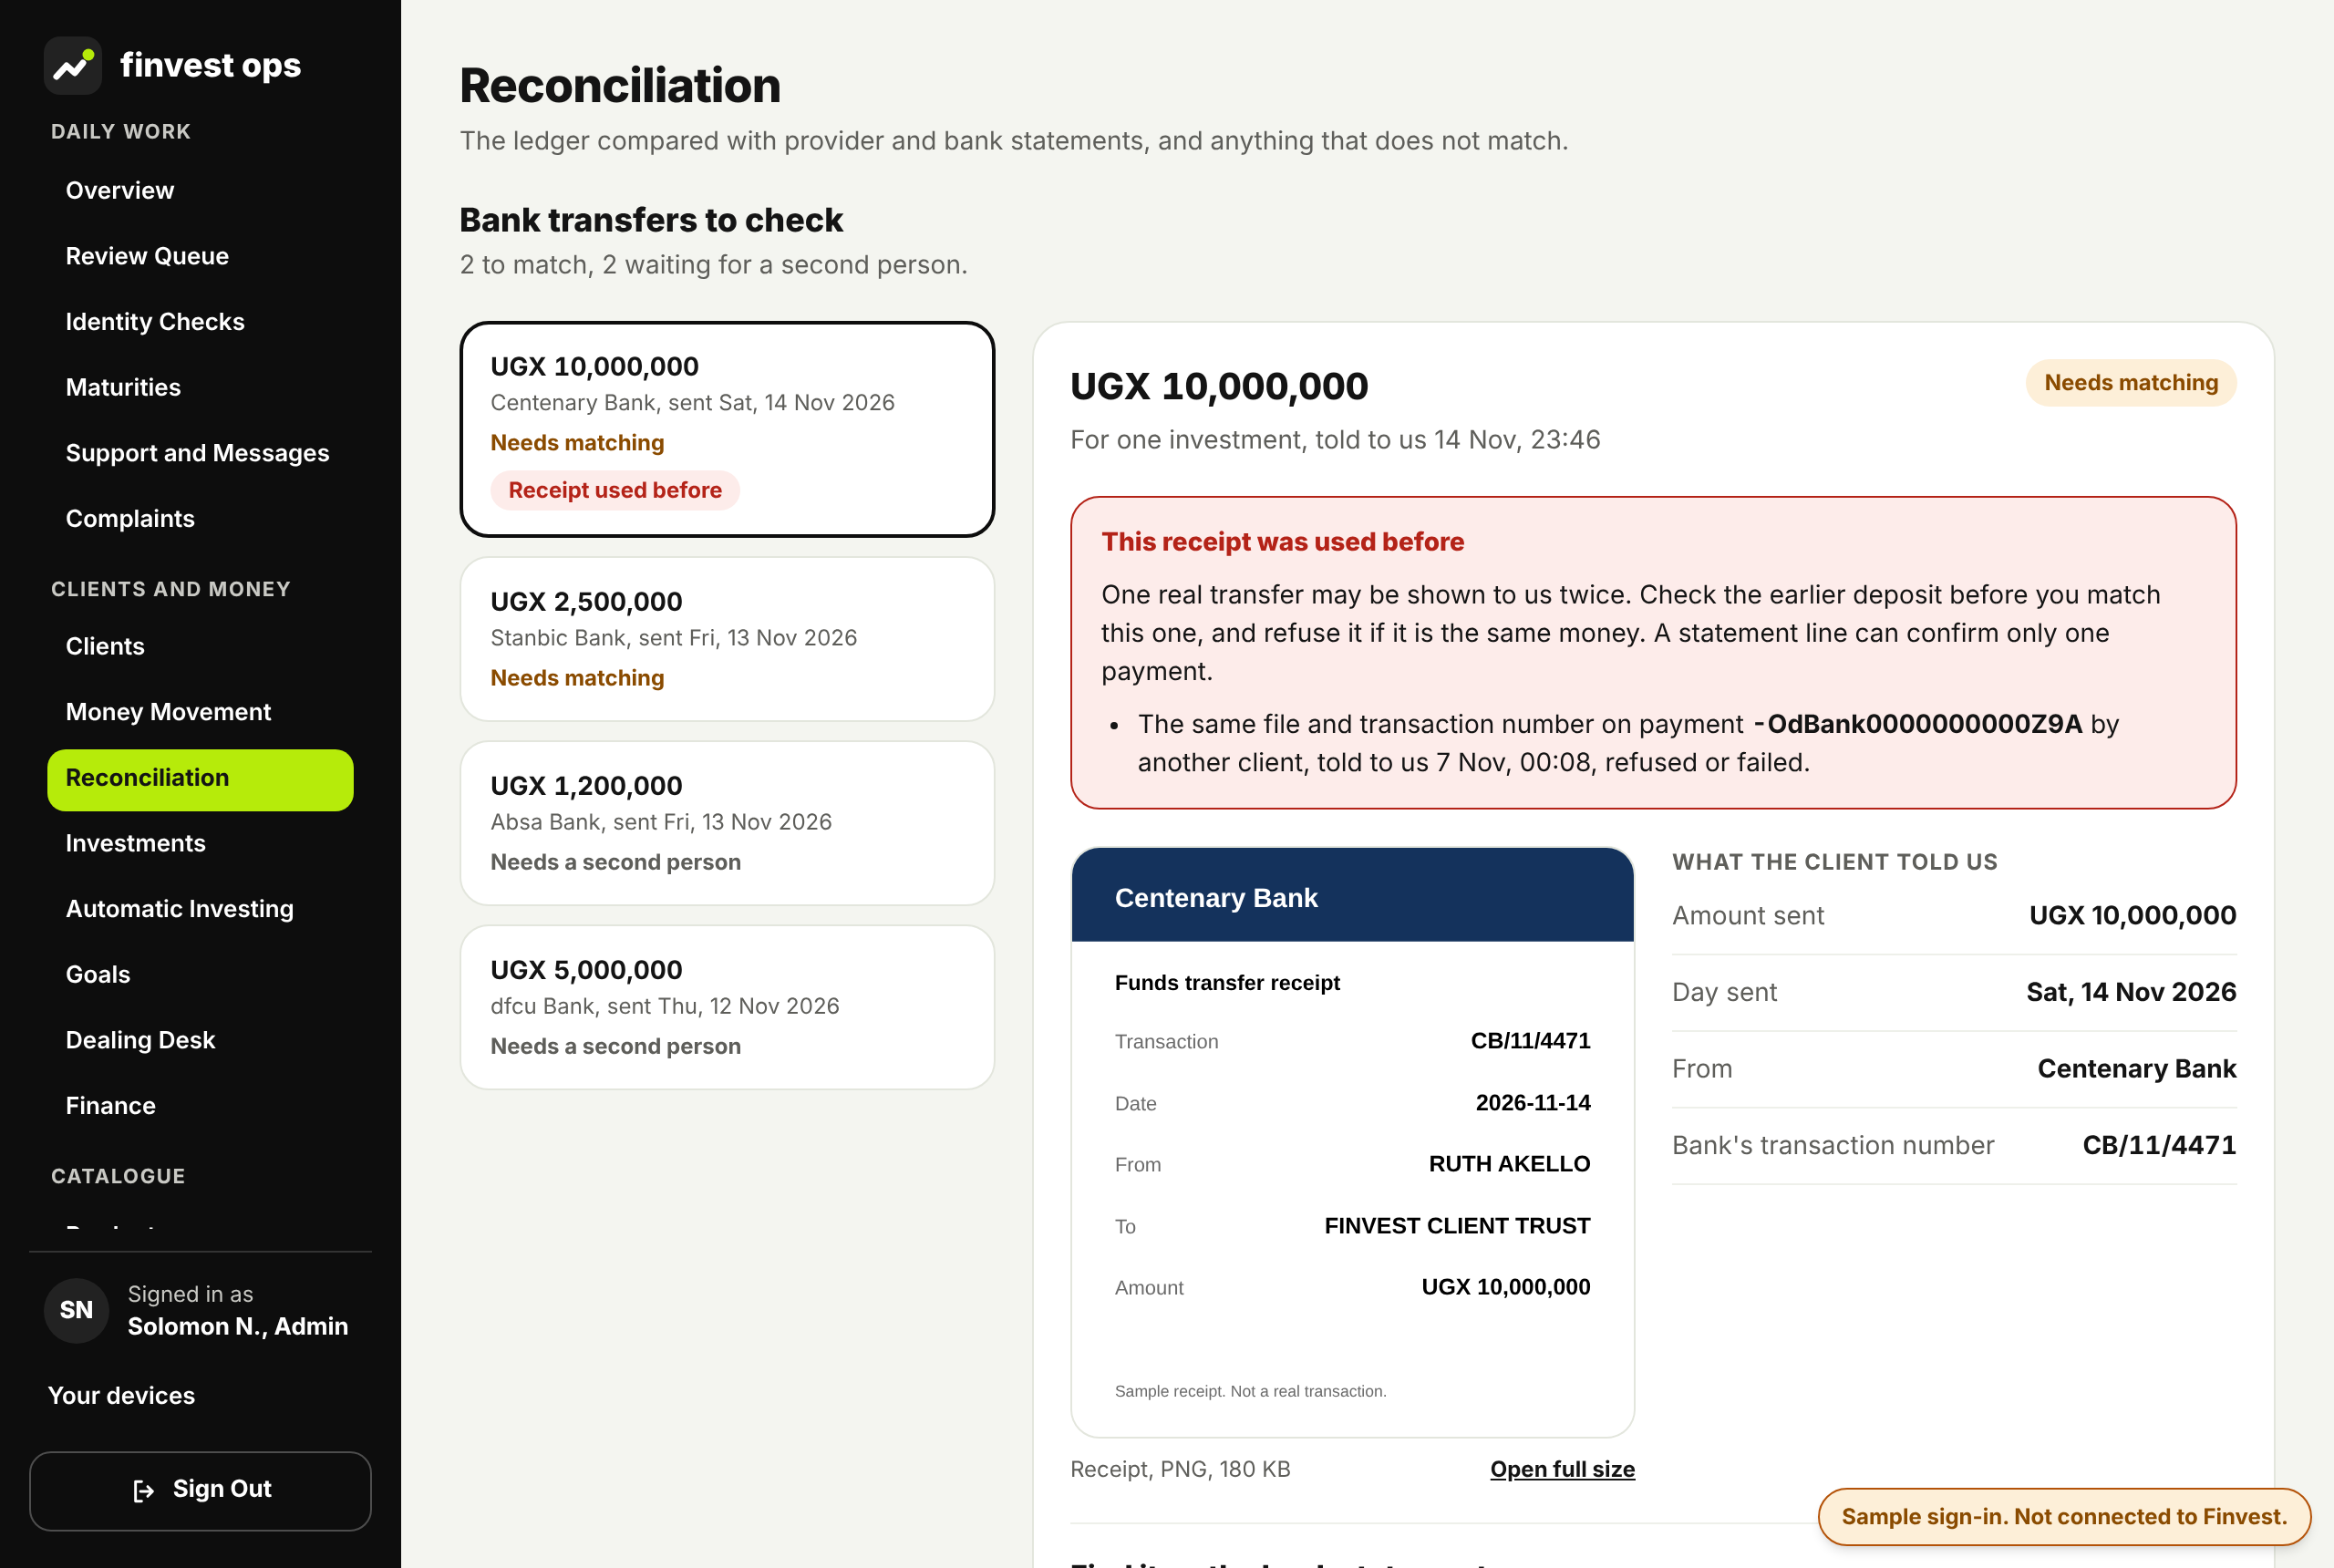 finvest ops
DAILY WORK
Overview
Review Queue
Identity Checks
Maturities
Support and Messages
Complaints
CLIENTS AND MONEY
Clients
Money Movement
Reconciliation
Investments
Automatic Investing
Goals
Dealing Desk
Finance
CATALOGUE
SN
Signed in as
Solomon N., Admin
Your devices
Sign Out
Reconciliation
The ledger compared with provider and bank statements, and anything that does not match.
Bank transfers to check
2 to match, 2 waiting for a second person.
UGX 10,000,000
Centenary Bank, sent Sat, 14 Nov 2026
Needs matching
Receipt used before
UGX 2,500,000
Stanbic Bank, sent Fri, 13 Nov 2026
Needs matching
UGX 1,200,000
Absa Bank, sent Fri, 13 Nov 2026
Needs a second person
UGX 5,000,000
dfcu Bank, sent Thu, 12 Nov 2026
Needs a second person
UGX 10,000,000
Needs matching
For one investment, told to us 14 Nov, 23:46
This receipt was used before
One real transfer may be shown to us twice. Check the earlier deposit before you match
this one, and refuse it if it is the same money. A statement line can confirm only one
payment.
• The same file and transaction number on payment -OdBank0000000000Z9A by
another client, told to us 7 Nov, 00:08, refused or failed.
Centenary Bank
Funds transfer receipt
Transaction CB/11/4471
Date 2026-11-14
From RUTH AKELLO
To FINVEST CLIENT TRUST
Amount UGX 10,000,000
Sample receipt. Not a real transaction.
Receipt, PNG, 180 KB
Open full size
WHAT THE CLIENT TOLD US
Amount sent UGX 10,000,000
Day sent Sat, 14 Nov 2026
From Centenary Bank
Bank's transaction number CB/11/4471
Sample sign-in. Not connected to Finvest.